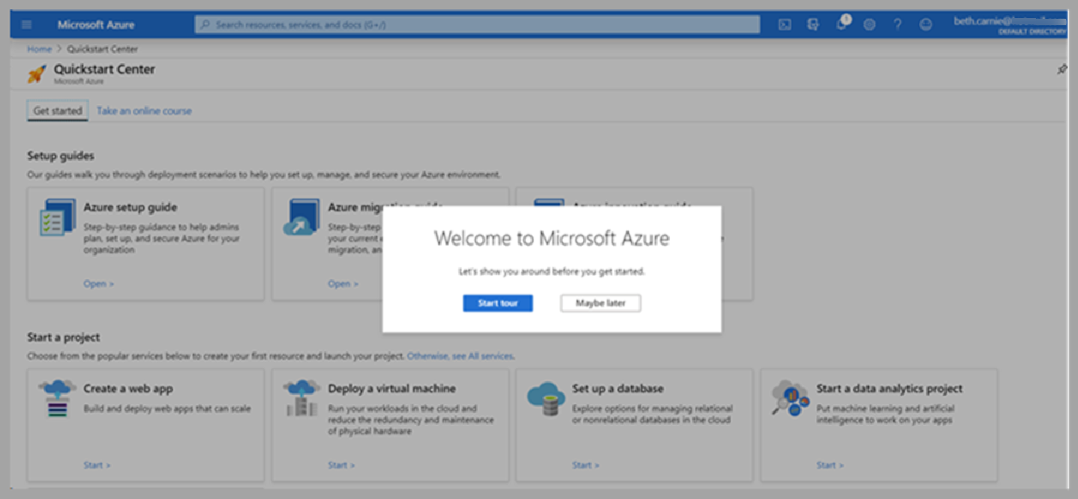 Microsoft Azure
Search resources, services, and docs (G+/)
1
beth.carnie@
DEFAULT DIRECTORY
Home > Quickstart Center
Quickstart Center
Microsoft Azure
Get started
Take an online course
Setup guides
Our guides walk you through deployment scenarios to help you set up, manage, and secure your Azure environment.
Azure setup guide
Step-by-step guidance to help admins
plan, set up, and secure Azure for your
organization
Open >
Azure
Step-by-step
your current
migration,
Open >
Welcome to Microsoft Azure
Let's show you around before you get started.
Start tour
Maybe later
Start a project
Choose from the popular services below to create your first resource and launch your project. Otherwise, see All services.
Create a web app
Build and deploy web apps that can scale
Start >
Deploy a virtual machine
Run your workloads in the cloud and
reduce the redundancy and maintenance
of physical hardware
Start >
Set up a database
Explore options for managing relational
or nonrelational databases in the cloud
Start >
Start a data analytics project
Put machine learning and artificial
intelligence to work on your apps
Start >